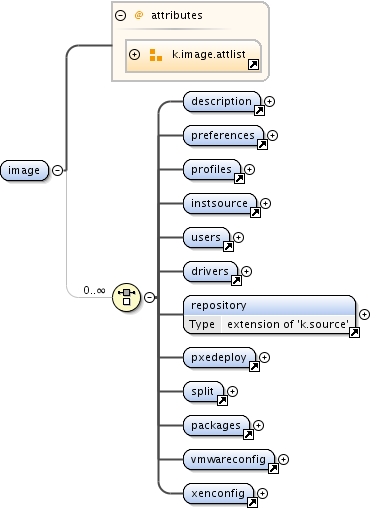 attributes
k.image.attlist
image
0..∞
description
preferences
profiles
instsource
users
drivers
repository
Type extension of 'k.source'
pxedeploy
split
packages
vmwareconfig
xenconfig